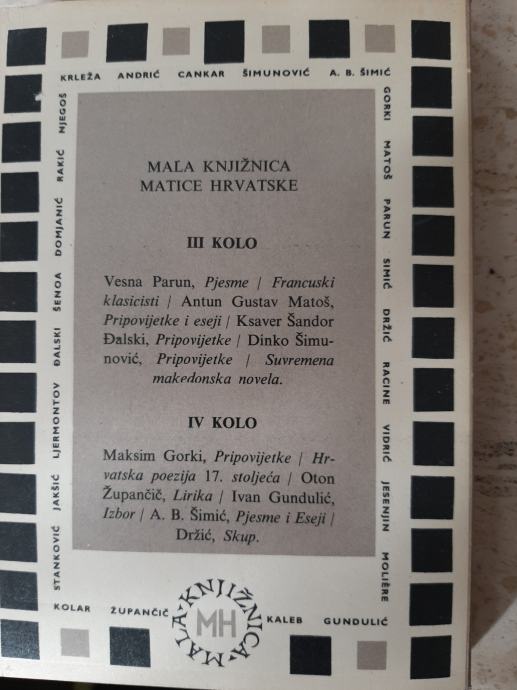 KRLEŽA ANDRIĆ CANKAR ŠIMUNOVIĆ A. B. ŠIMIĆ
GORKI MATOŠ PARUN ŠIMIĆ DRŽIĆ RACINE VIDRIĆ JESENJIN MOLIÈRE
MALA KNJIŽNICA
MATICE HRVATSKE
III KOLO
Vesna Parun, Pjesme / Francuski
klasicisti / Antun Gustav Matoš,
Pripovijetke i eseji / Ksaver Šandor
Đalski, Pripovijetke / Dinko Šimu-
nović, Pripovijetke / Suvremena
makedonska novela.
IV KOLO
Maksim Gorki, Pripovijetke / Hr-
vatska poezija 17. stoljeća / Oton
Župančič, Lirika / Ivan Gundulić,
Izbor / A. B. Šimić, Pjesme i Eseji /
Držić, Skup.
STANKOVIĆ JAKŠIĆ LJERMONTOV ĐALSKI ŠENOA DOMJANIĆ RAKIĆ NJEGOŠ
KOLAR ŽUPANČIČ KALEB GUNDULIĆ
MALA KNJIŽNICA
MH